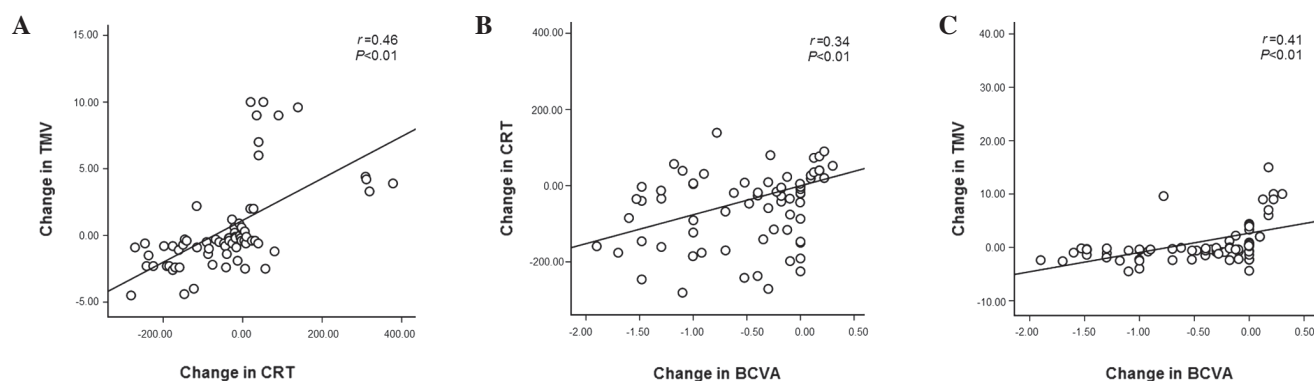 A
r=0.46
P<0.01
15.00
10.00
5.00
0.00
-5.00
-200.00 0.00 200.00 400.00
Change in TMV
Change in CRT
B
r=0.34
P<0.01
400.00
200.00
0.00
-200.00
-2.00 -1.50 -1.00 -0.50 0.00 0.50
Change in CRT
Change in BCVA
C
r=0.41
P<0.01
40.00
30.00
20.00
10.00
-0.00
-10.00
-2.00 -1.50 -1.00 -0.50 0.00 0.50
Change in TMV
Change in BCVA